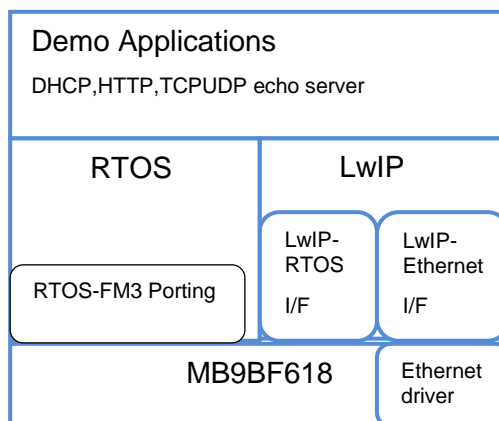 Demo Applications
DHCP,HTTP,TCPUDP echo server
RTOS
LwIP
LwIP-
RTOS
I/F
LwIP-
Ethernet
I/F
RTOS-FM3 Porting
MB9BF618
Ethernet
driver